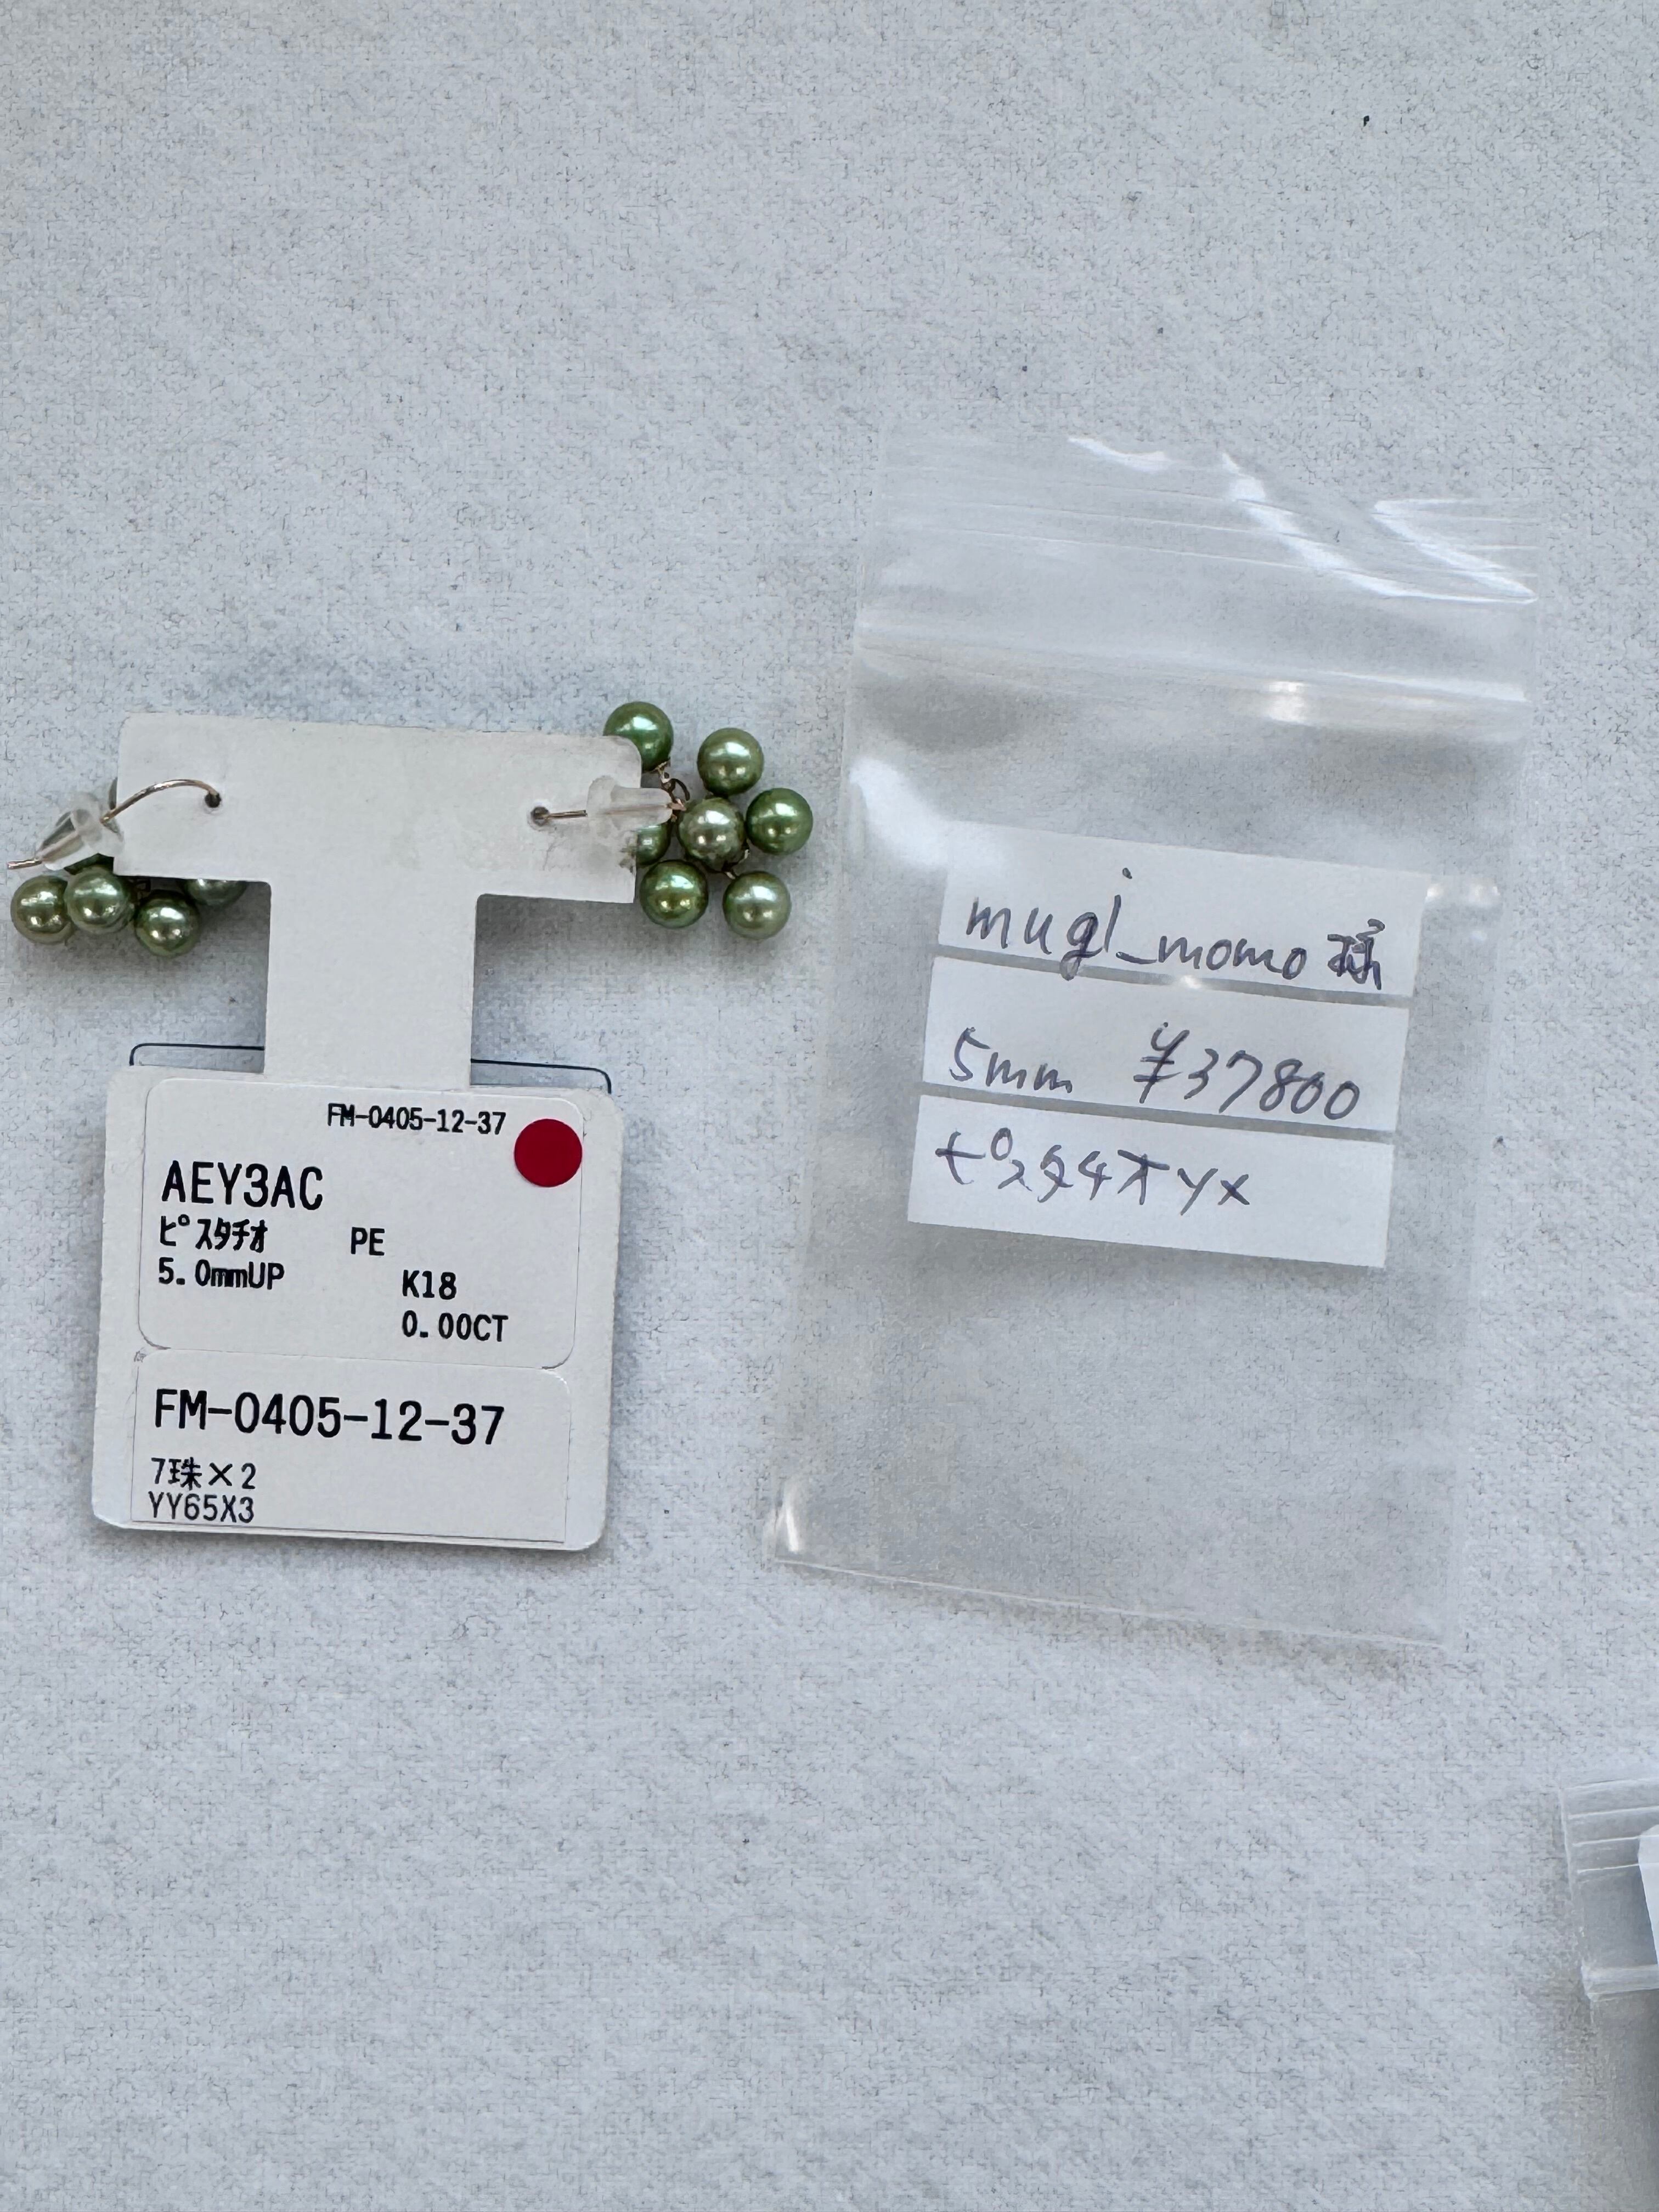 FM-0405-12-37
AEY3AC
ﾋﾟｽﾀﾁｵ PE
5.0mmUP
K18
0.00CT
FM-0405-12-37
7珠×2
YY65X3
mugi_momo様
5mm ¥37800
ピスタチオyx